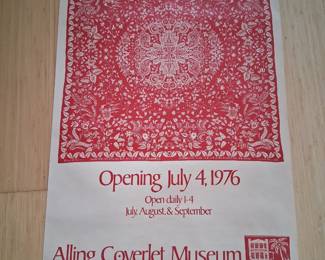 Opening July 4, 1976
Open daily 1-4
July, August, & September
Alling Coverlet Museum